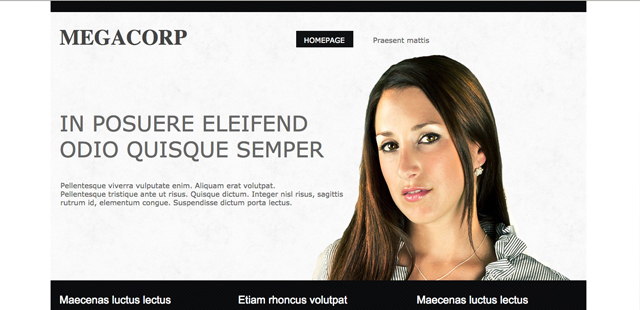 MEGACORP
HOMEPAGE
Praesent mattis
IN POSUERE ELEIFEND
ODIO QUISQUE SEMPER
Pellentesque viverra vulputate enim. Aliquam erat volutpat.
Pellentesque tristique ante ut risus. Quisque dictum. Integer nisl risus, sagittis
rutrum id, elementum congue. Suspendisse dictum porta lectus.
Maecenas luctus lectus
Etiam rhoncus volutpat
Maecenas luctus lectus